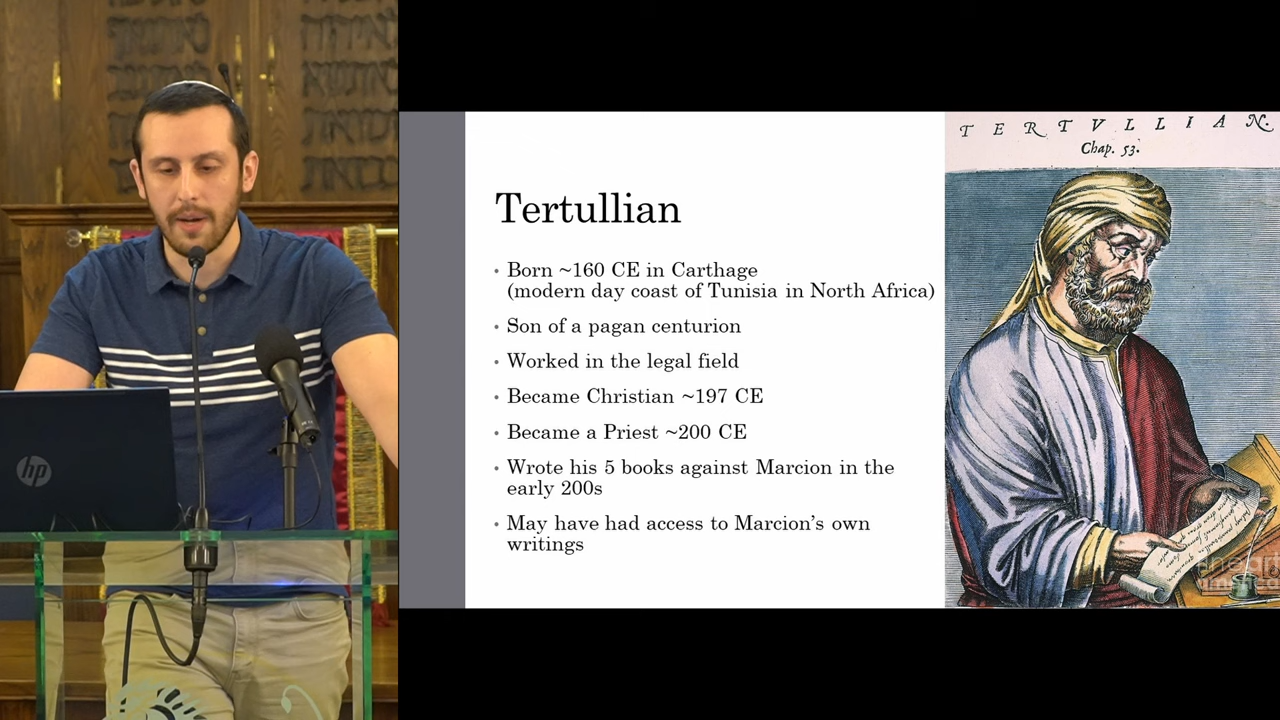 Tertullian
• Born ~160 CE in Carthage
(modern day coast of Tunisia in North Africa)
• Son of a pagan centurion
• Worked in the legal field
• Became Christian ~197 CE
• Became a Priest ~200 CE
• Wrote his 5 books against Marcion in the
early 200s
• May have had access to Marcion’s own
writings
TERTVLLIAN.
Chap. 53.
hp